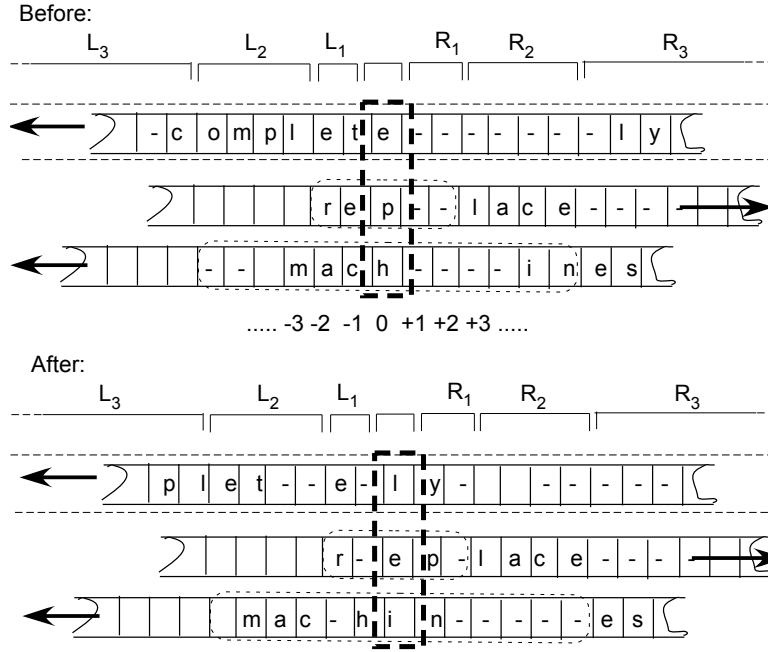 Before:
L3 L2 L1 R1 R2 R3
- c o m p l e t e - - - - - - - l y
r e p - - l a c e - - - -
- - m a c h - - - - i n e s
..... -3 -2 -1 0 +1 +2 +3 .....
After:
L3 L2 L1 R1 R2 R3
p l e t - - e - l y - - - - - -
r - e p - l a c e - - - -
m a c - h i n - - - - - e s